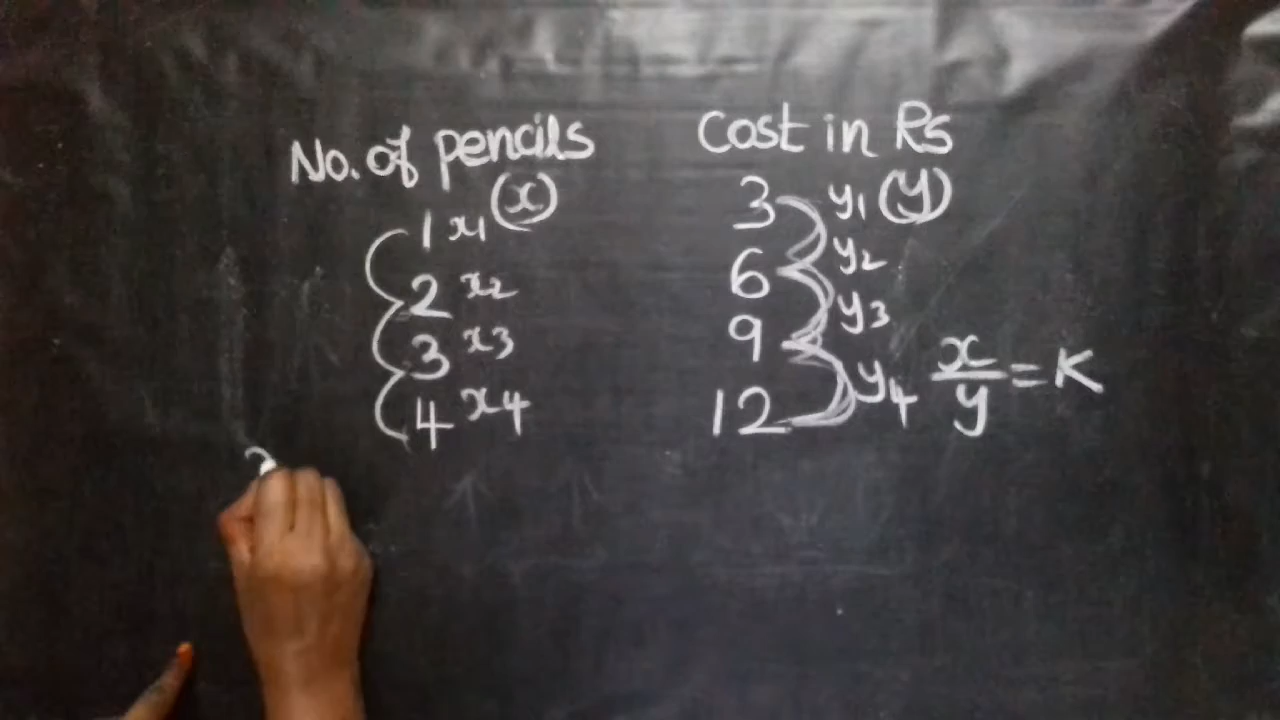 No. of pencils Cost in Rs
(x) (y)
1 x1 3 y1
2 x2 6 y2
3 x3 9 y3
4 x4 12 y4
x/y = K